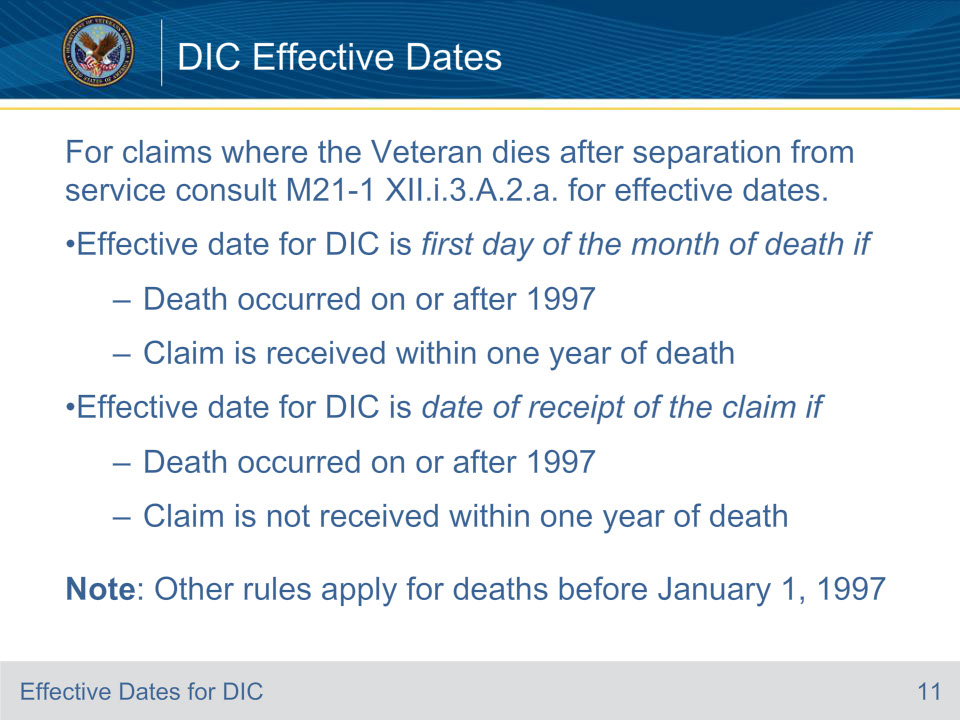 DIC Effective Dates
For claims where the Veteran dies after separation from
service consult M21-1 XII.i.3.A.2.a. for effective dates.
•Effective date for DIC is first day of the month of death if
– Death occurred on or after 1997
– Claim is received within one year of death
•Effective date for DIC is date of receipt of the claim if
– Death occurred on or after 1997
– Claim is not received within one year of death
Note: Other rules apply for deaths before January 1, 1997
Effective Dates for DIC 11